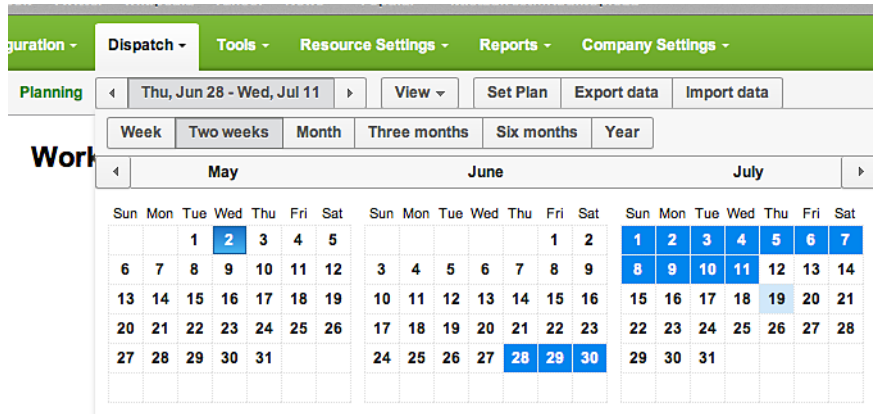 guration Dispatch Tools Resource Settings Reports Company Settings
Planning Thu, Jun 28 - Wed, Jul 11 View Set Plan Export data Import data
Week Two weeks Month Three months Six months Year
Work
May June July
Sun Mon Tue Wed Thu Fri Sat Sun Mon Tue Wed Thu Fri Sat Sun Mon Tue Wed Thu Fri Sat
1 2 3 4 5 1 2 1 2 3 4 5 6 7
6 7 8 9 10 11 12 3 4 5 6 7 8 9 8 9 10 11 12 13 14
13 14 15 16 17 18 19 10 11 12 13 14 15 16 15 16 17 18 19 20 21
20 21 22 23 24 25 26 17 18 19 20 21 22 23 22 23 24 25 26 27 28
27 28 29 30 31 24 25 26 27 28 29 30 29 30 31